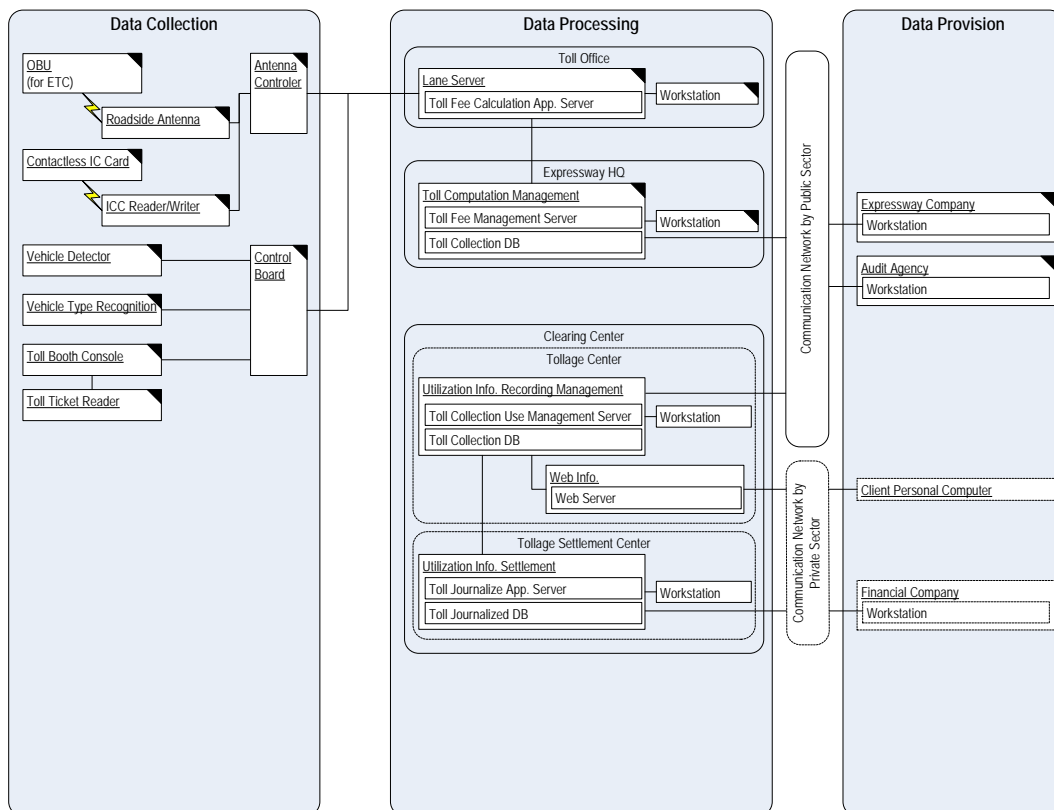 Data Collection
OBU
(for ETC)
Roadside Antenna
Contactless IC Card
ICC Reader/Writer
Antenna
Controler
Vehicle Detector
Vehicle Type Recognition
Toll Booth Console
Toll Ticket Reader
Control
Board
Data Processing
Toll Office
Lane Server
Toll Fee Calculation App. Server
Workstation
Expressway HQ
Toll Computation Management
Toll Fee Management Server
Toll Collection DB
Workstation
Clearing Center
Tollage Center
Utilization Info. Recording Management
Toll Collection Use Management Server
Toll Collection DB
Workstation
Web Info.
Web Server
Tollage Settlement Center
Utilization Info. Settlement
Toll Journalize App. Server
Toll Journalized DB
Workstation
Communication Network by Public Sector
Communication Network by
Private Sector
Data Provision
Expressway Company
Workstation
Audit Agency
Workstation
Client Personal Computer
Financial Company
Workstation